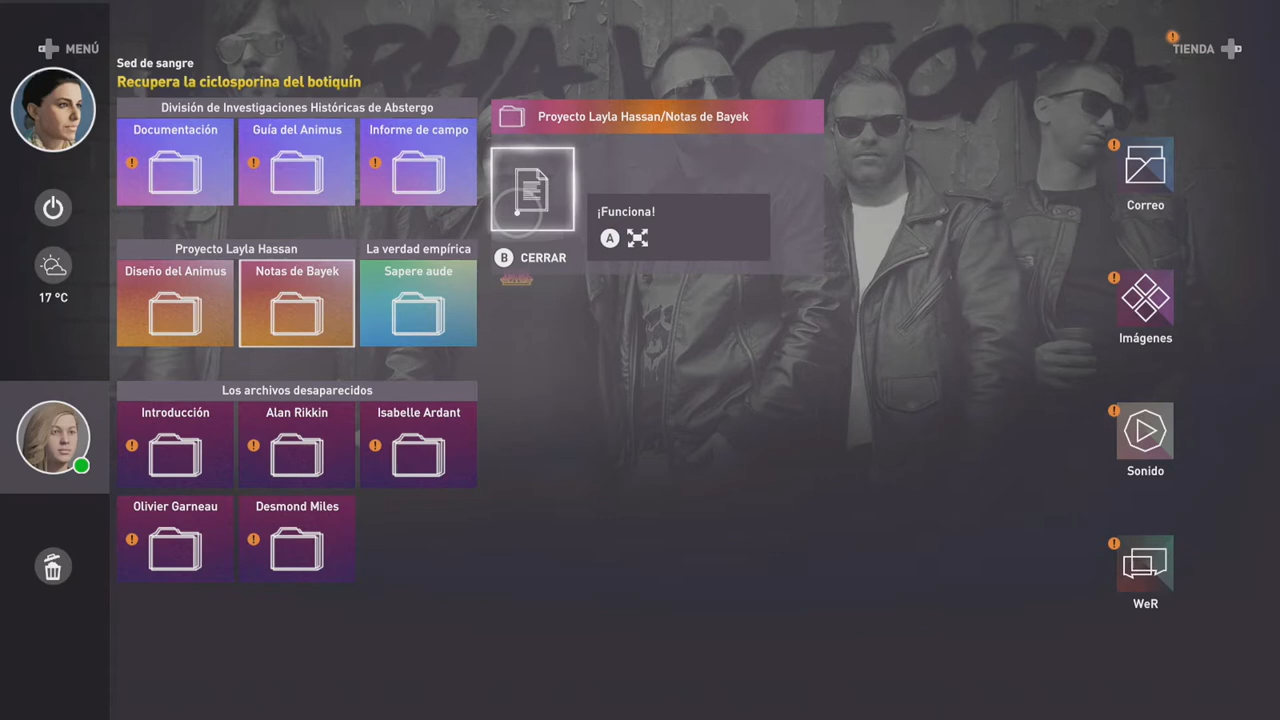 MENÚ
TIENDA
Sed de sangre
Recupera la ciclosporina del botiquín
División de Investigaciones Históricas de Abstergo
Documentación
Guía del Animus
Informe de campo
Proyecto Layla Hassan
La verdad empírica
Diseño del Animus
Notas de Bayek
Sapere aude
Los archivos desaparecidos
Introducción
Alan Rikkin
Isabelle Ardant
Olivier Garneau
Desmond Miles
Proyecto Layla Hassan/Notas de Bayek
¡Funciona!
A
B CERRAR
17 °C
Correo
Imágenes
Sonido
WeR